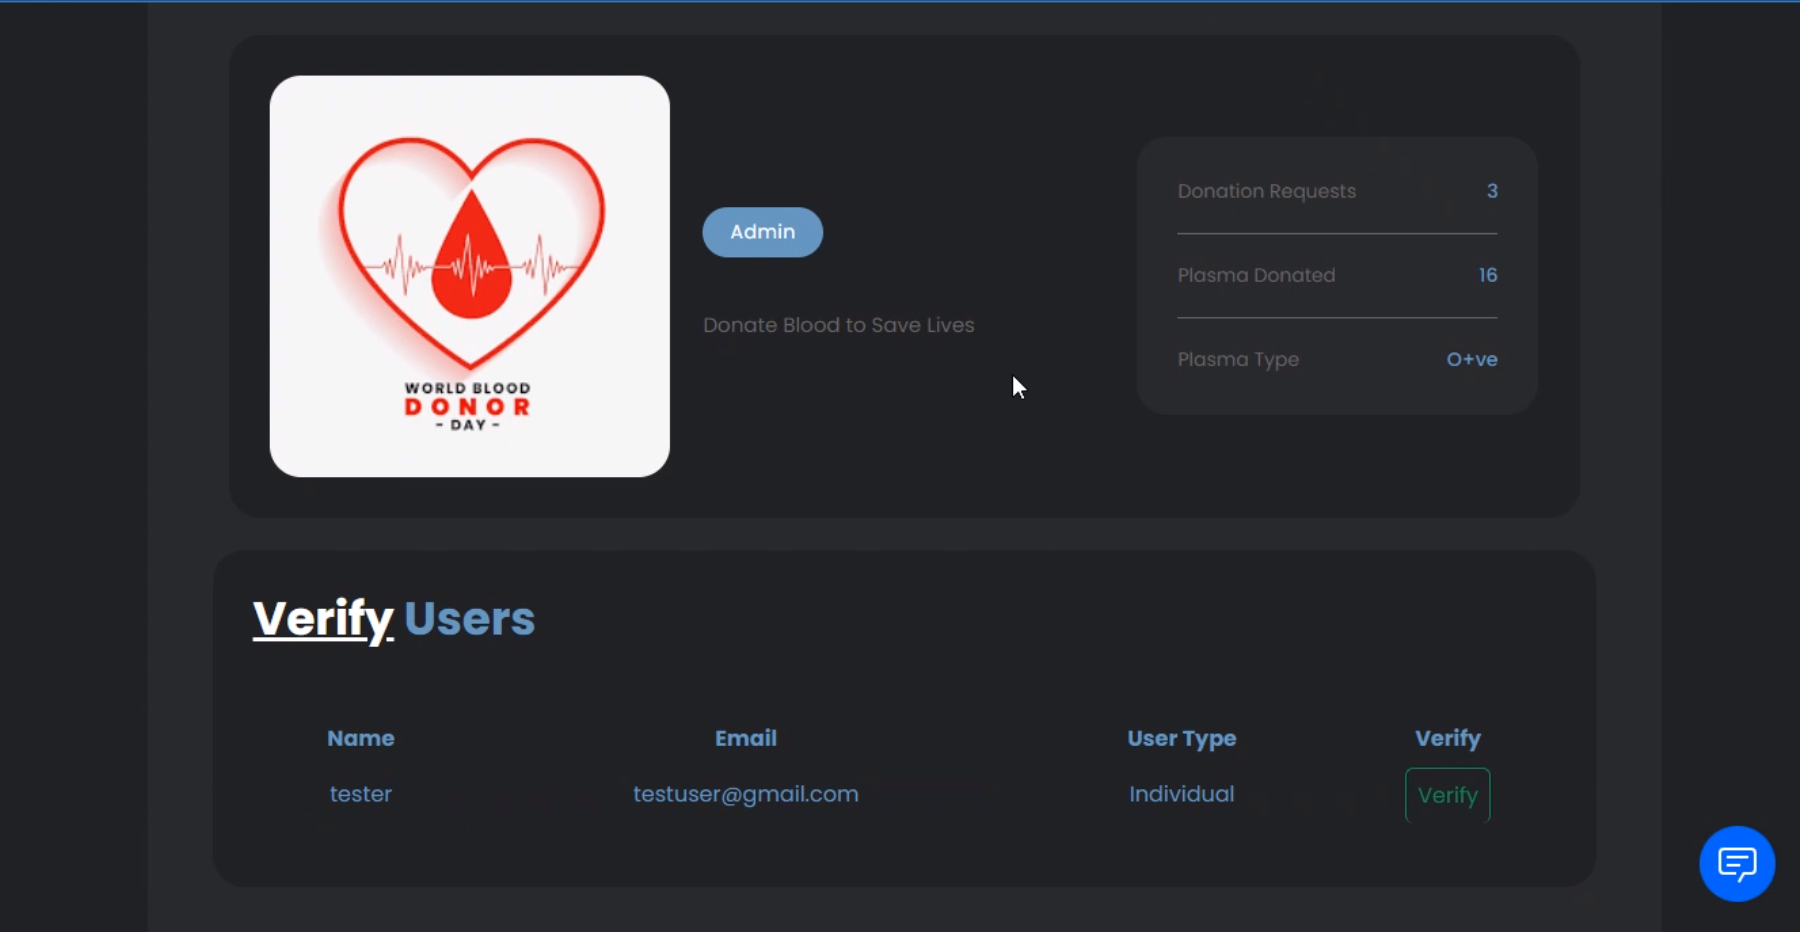 WORLD BLOOD
DONOR
- DAY -
Admin
Donate Blood to Save Lives
Donation Requests 3
Plasma Donated 16
Plasma Type O+ve
Verify Users
Name Email User Type Verify
tester testuser@gmail.com Individual Verify